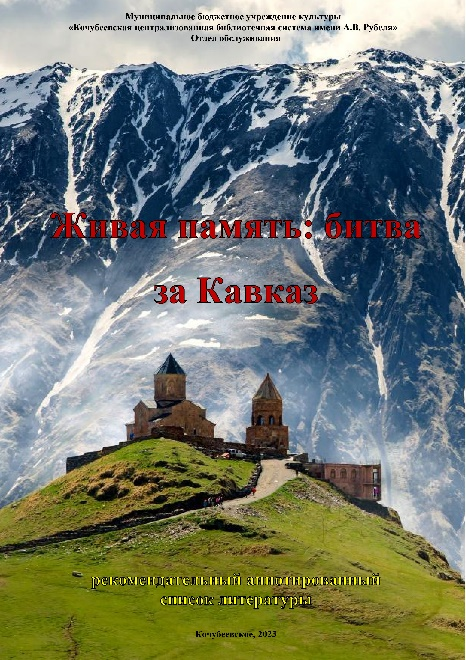 Муниципальное бюджетное учреждение культуры
«Кочубеевская централизованная библиотечная система имени А.В. Рубеля»
Отдел обслуживания
Живая память: битва
за Кавказ
рекомендательный аннотированный
список литературы
Кочубеевское, 2023